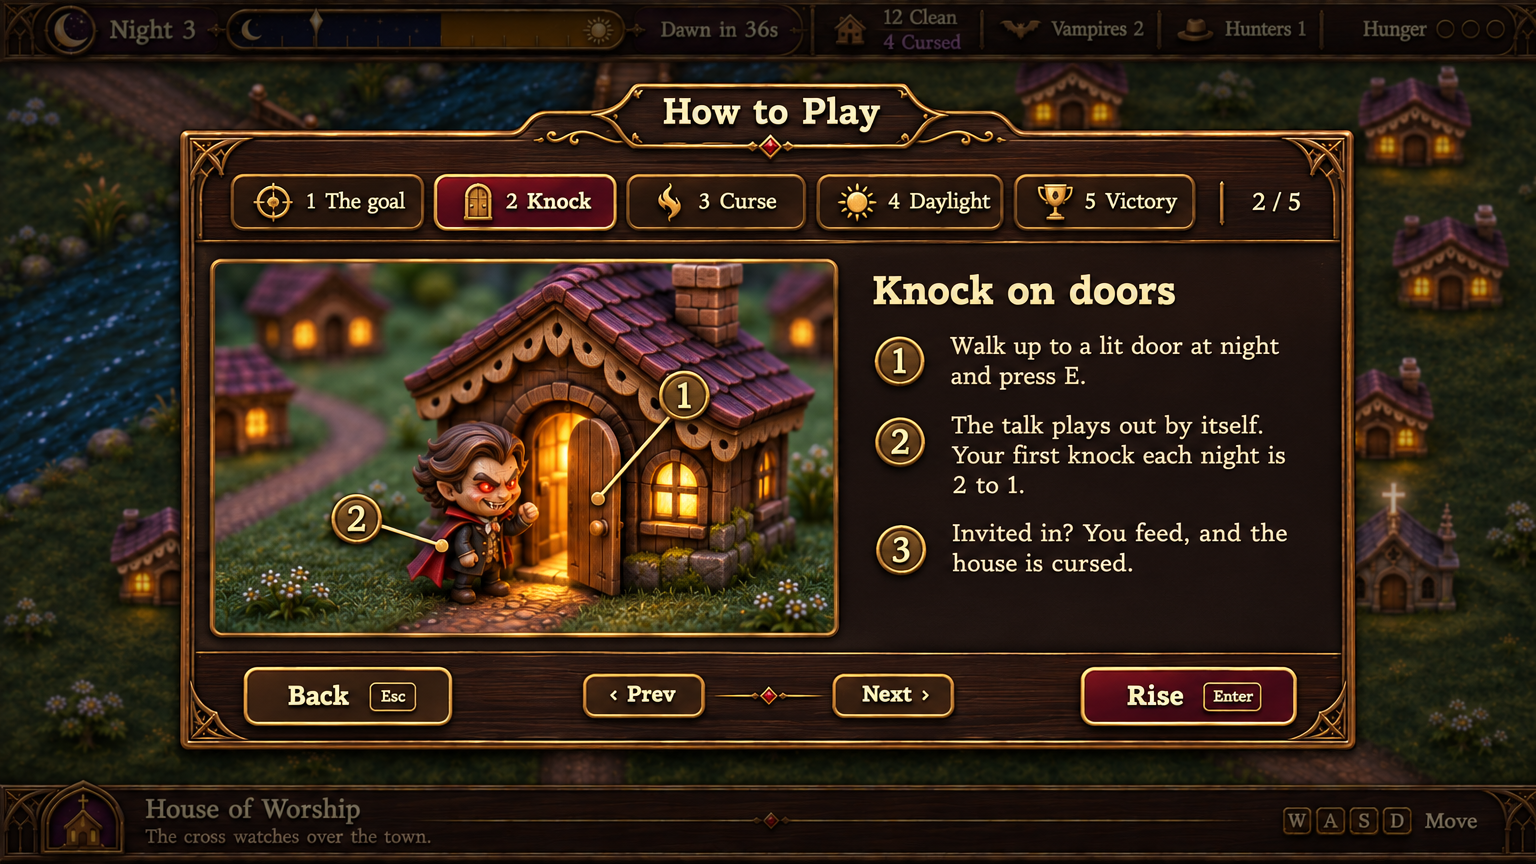 Night 3
Dawn in 36s
12 Clean
4 Cursed
Vampires 2
Hunters 1
Hunger
How to Play
1 The goal
2 Knock
3 Curse
4 Daylight
5 Victory
2 / 5
1
2
Knock on doors
1
Walk up to a lit door at night
and press E.
2
The talk plays out by itself.
Your first knock each night is
2 to 1.
3
Invited in? You feed, and the
house is cursed.
Back Esc
‹ Prev
Next ›
Rise Enter
House of Worship
The cross watches over the town.
W A S D Move